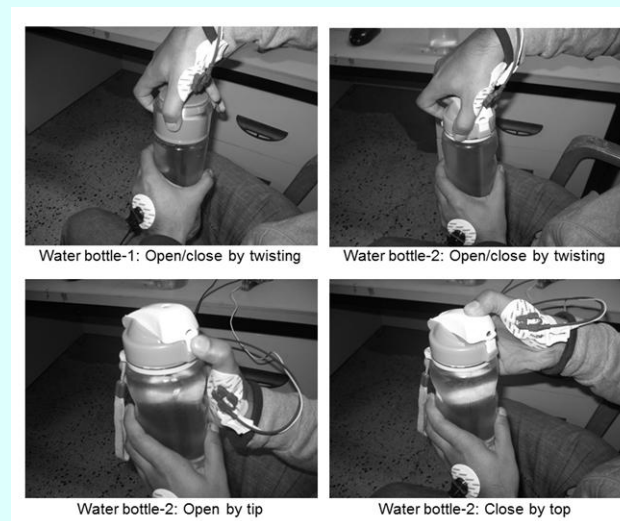 Water bottle-1: Open/close by twisting
Water bottle-2: Open/close by twisting
Water bottle-2: Open by tip
Water bottle-2: Close by top